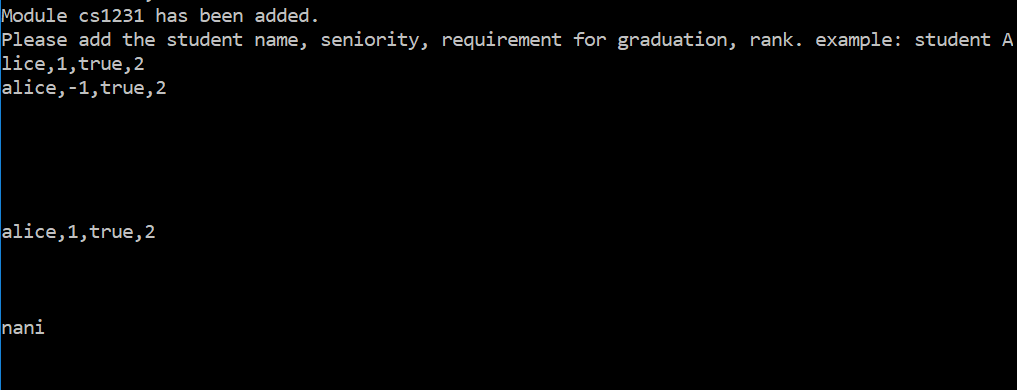 Module cs1231 has been added.
Please add the student name, seniority, requirement for graduation, rank. example: student A
lice,1,true,2
alice,-1,true,2
alice,1,true,2
nani